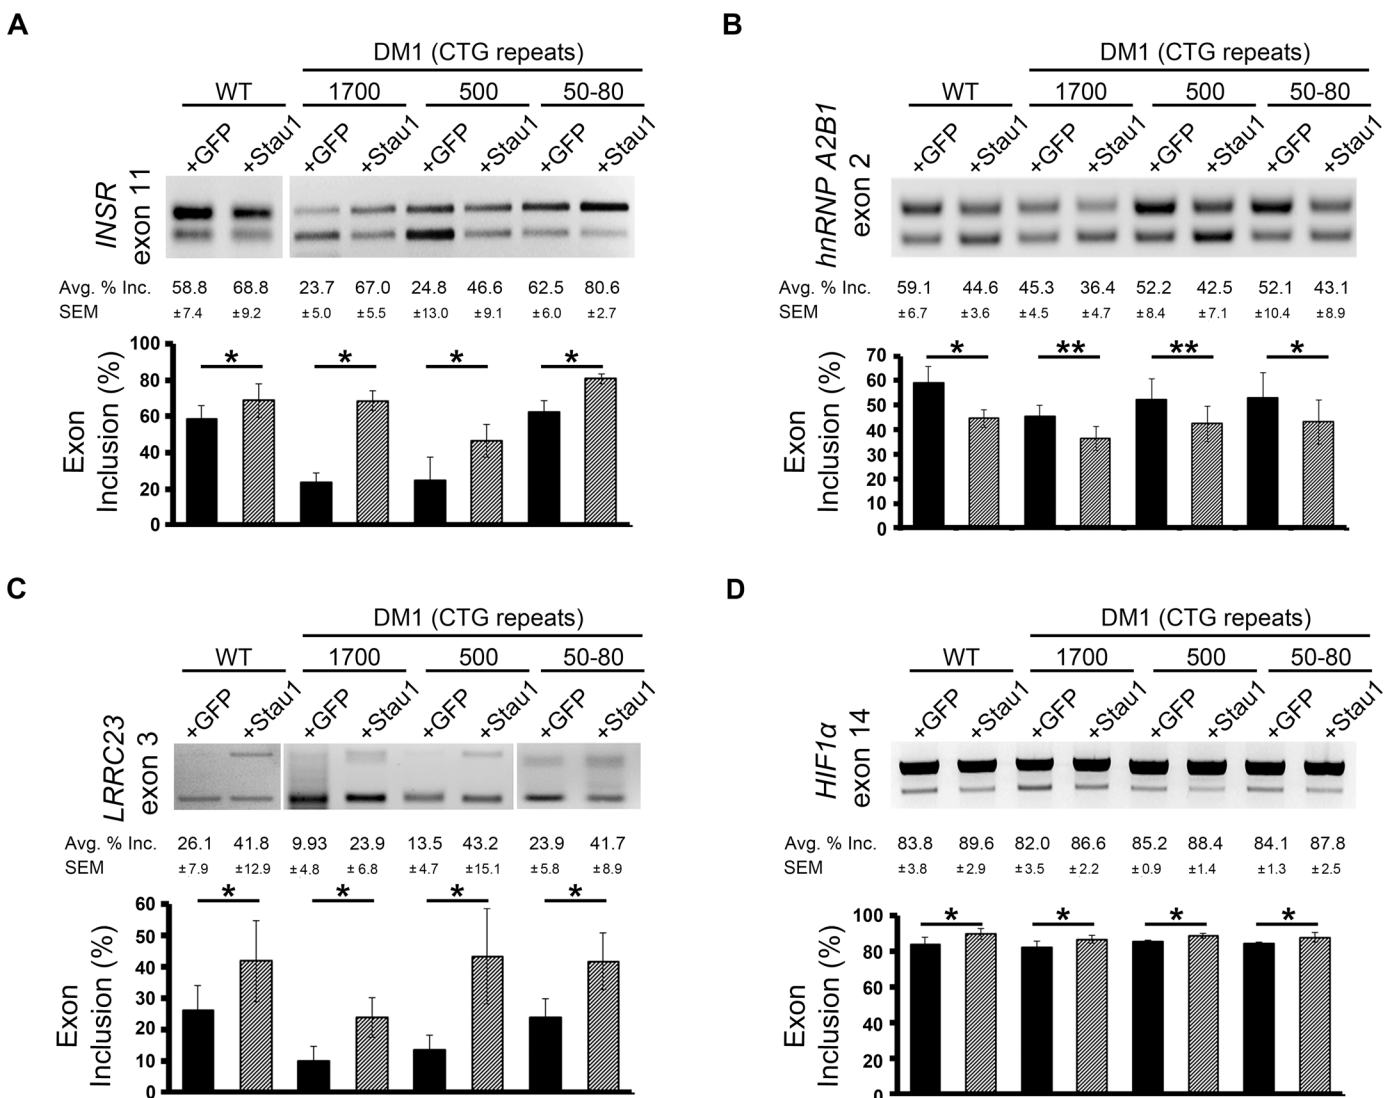 A
DM1 (CTG repeats)
WT 1700 500 50-80
+GFP +Stau1 +GFP +Stau1 +GFP +Stau1 +GFP +Stau1
INSR
exon 11
Avg. % Inc. 58.8 68.8 23.7 67.0 24.8 46.6 62.5 80.6
SEM ±7.4 ±9.2 ±5.0 ±5.5 ±13.0 ±9.1 ±6.0 ±2.7
Exon
Inclusion (%)
100
80
60
40
20
0
* * * *
B
DM1 (CTG repeats)
WT 1700 500 50-80
+GFP +Stau1 +GFP +Stau1 +GFP +Stau1 +GFP +Stau1
hnRNP A2B1
exon 2
Avg. % Inc. 59.1 44.6 45.3 36.4 52.2 42.5 52.1 43.1
SEM ±6.7 ±3.6 ±4.5 ±4.7 ±8.4 ±7.1 ±10.4 ±8.9
Exon
Inclusion (%)
70
60
50
40
30
20
10
0
* ** ** *
C
DM1 (CTG repeats)
WT 1700 500 50-80
+GFP +Stau1 +GFP +Stau1 +GFP +Stau1 +GFP +Stau1
LRRC23
exon 3
Avg. % Inc. 26.1 41.8 9.93 23.9 13.5 43.2 23.9 41.7
SEM ±7.9 ±12.9 ±4.8 ±6.8 ±4.7 ±15.1 ±5.8 ±8.9
Exon
Inclusion (%)
60
50
40
30
20
10
0
* * * *
D
DM1 (CTG repeats)
WT 1700 500 50-80
+GFP +Stau1 +GFP +Stau1 +GFP +Stau1 +GFP +Stau1
HIF1α
exon 14
Avg. % Inc. 83.8 89.6 82.0 86.6 85.2 88.4 84.1 87.8
SEM ±3.8 ±2.9 ±3.5 ±2.2 ±0.9 ±1.4 ±1.3 ±2.5
Exon
Inclusion (%)
100
80
60
40
20
0
* * * *